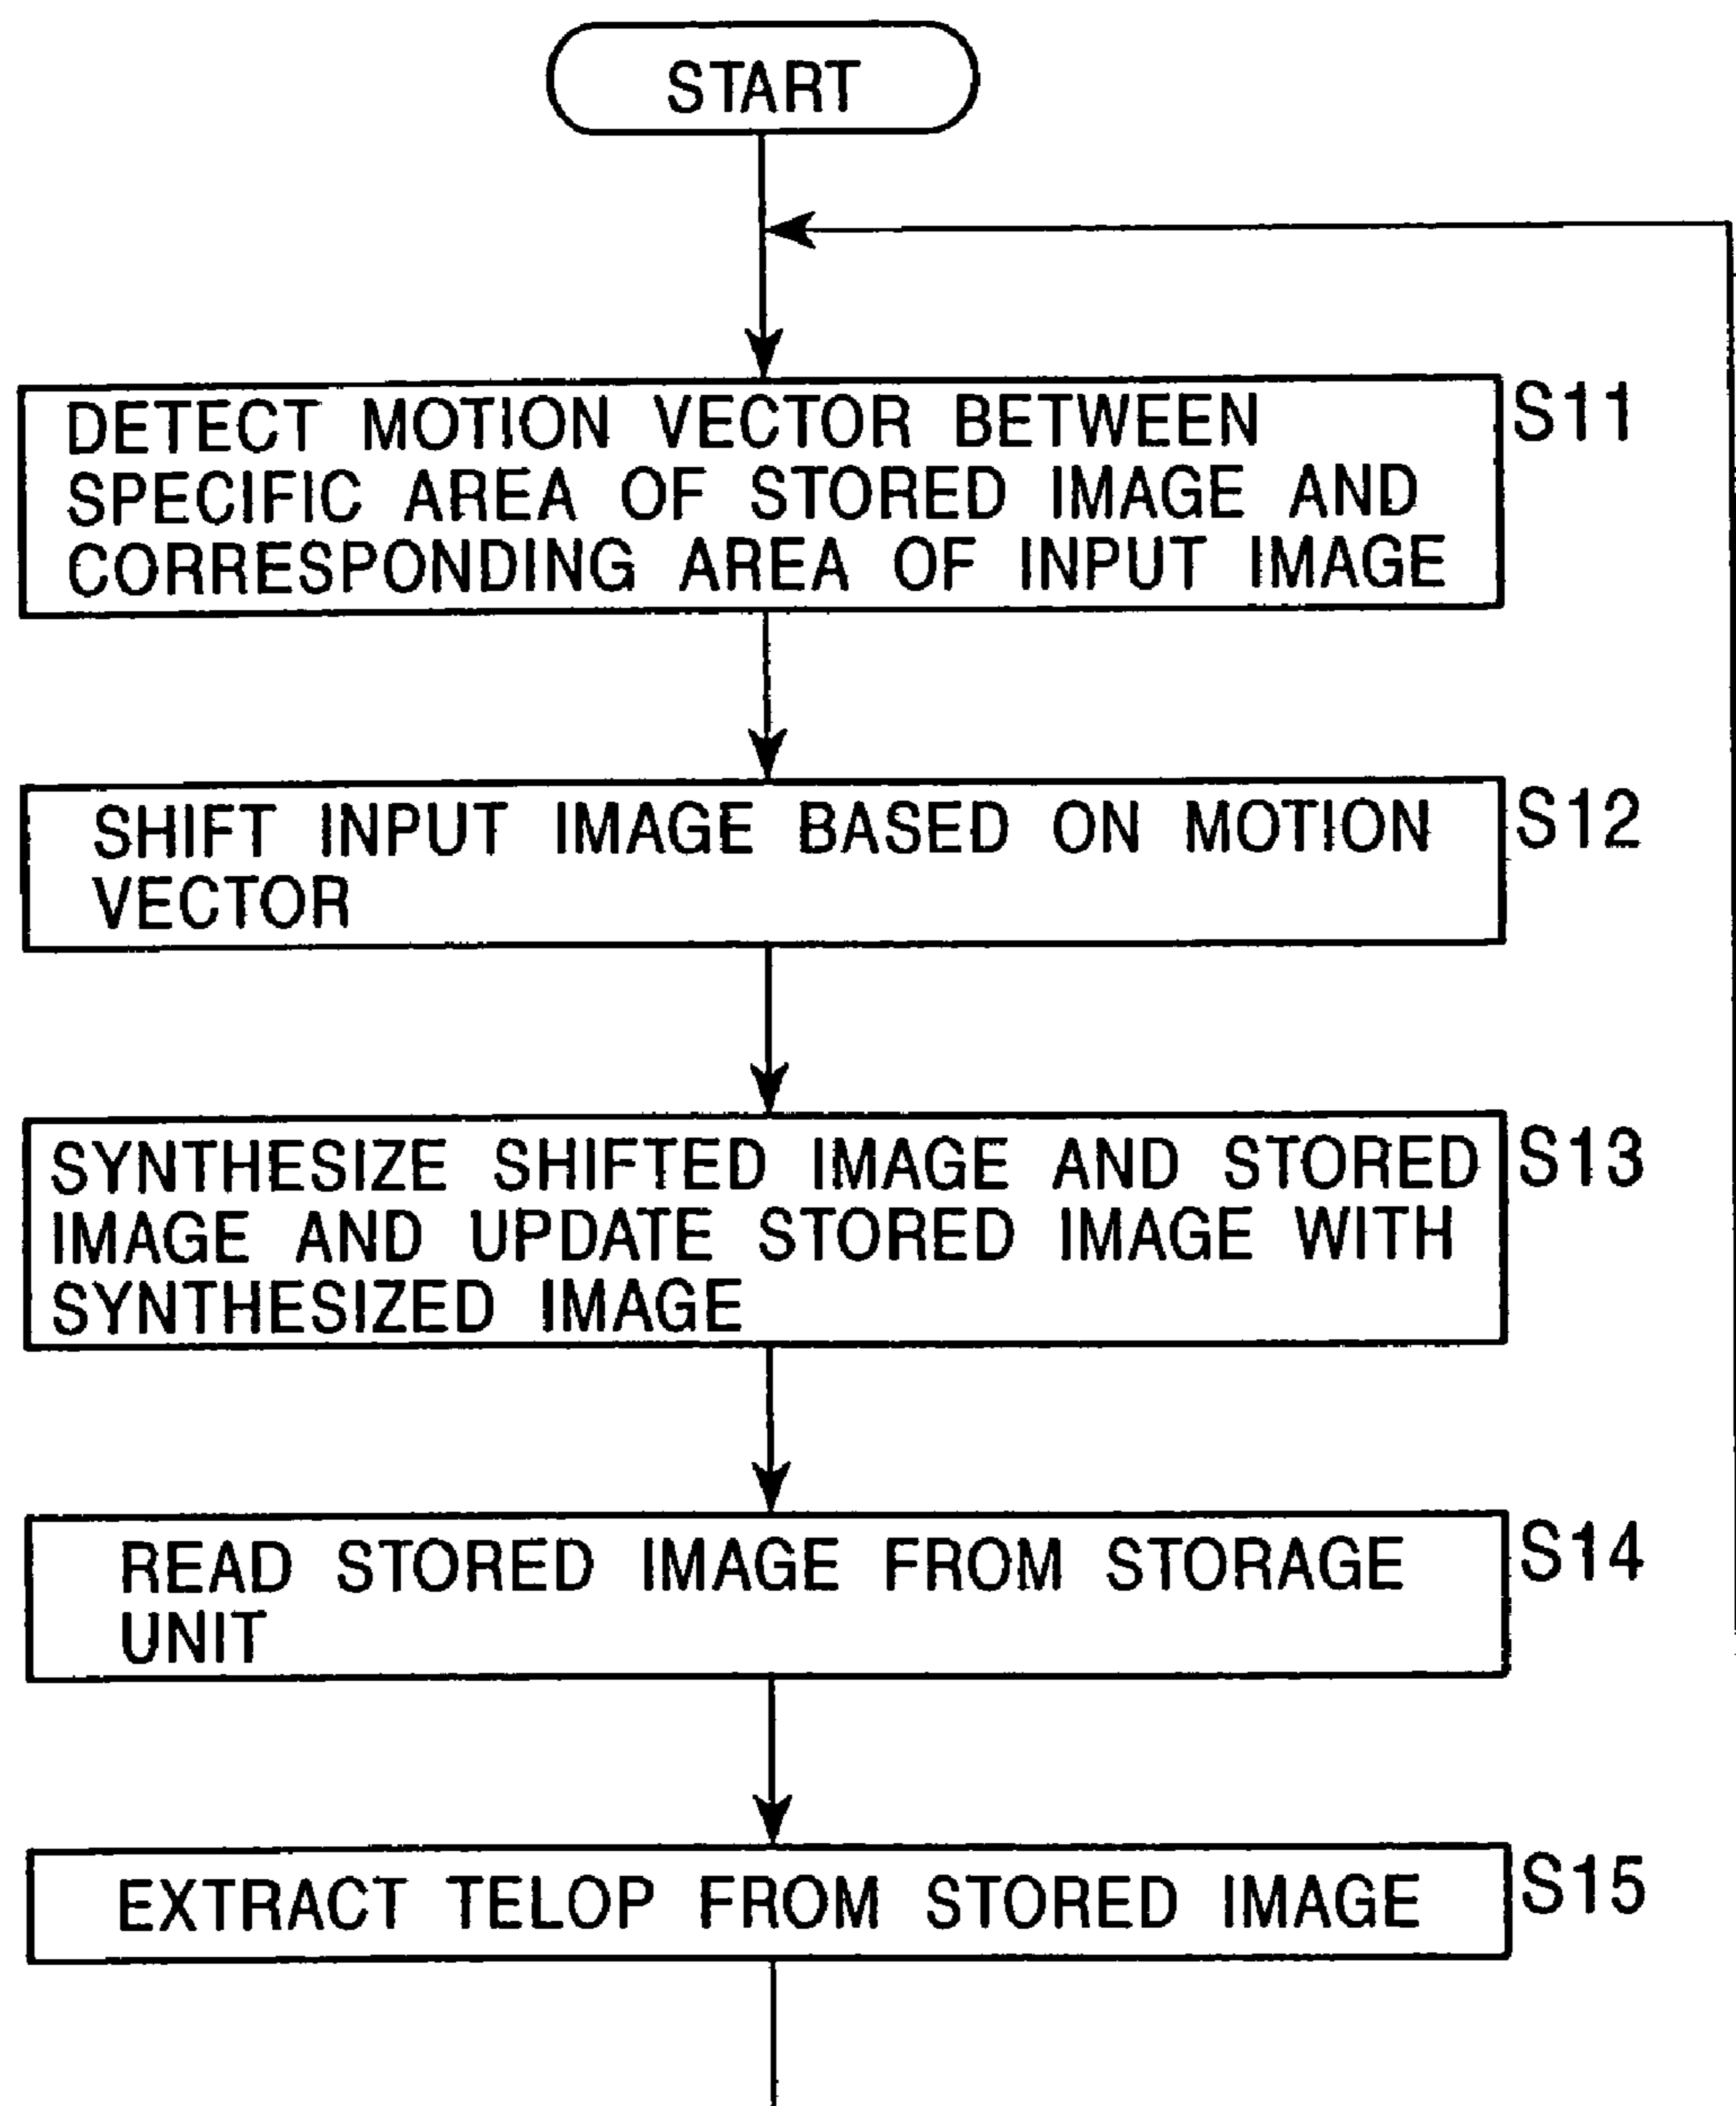 START
DETECT MOTION VECTOR BETWEEN
SPECIFIC AREA OF STORED IMAGE AND
CORRESPONDING AREA OF INPUT IMAGE
S11
SHIFT INPUT IMAGE BASED ON MOTION
VECTOR
S12
SYNTHESIZE SHIFTED IMAGE AND STORED
IMAGE AND UPDATE STORED IMAGE WITH
SYNTHESIZED IMAGE
S13
READ STORED IMAGE FROM STORAGE
UNIT
S14
EXTRACT TELOP FROM STORED IMAGE
S15